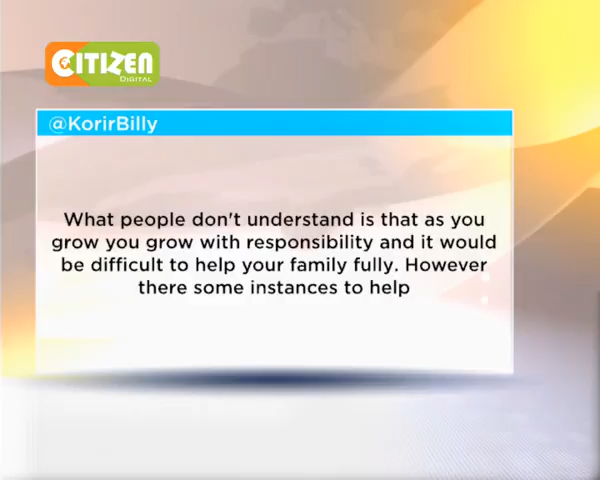 CITIZEN
DIGITAL
@KorirBilly
What people don't understand is that as you
grow you grow with responsibility and it would
be difficult to help your family fully. However
there some instances to help